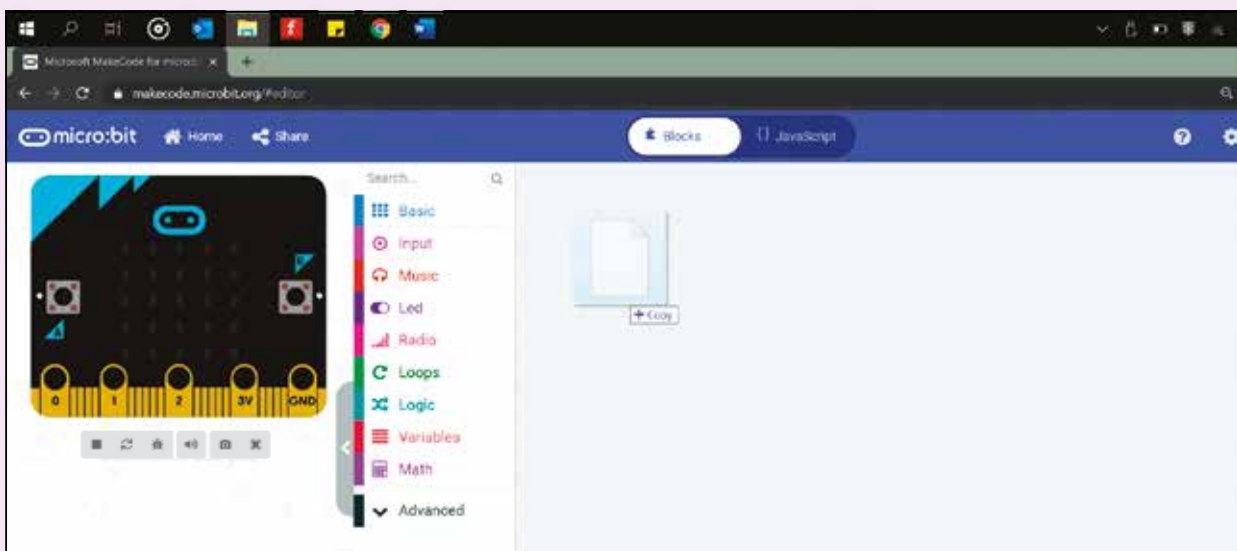 Microsoft MakeCode for micro:b
makecode.microbit.org/#editor
micro:bit Home Share Blocks {} JavaScript
Search...
Basic
Input
Music
Led
Radio
Loops
Logic
Variables
Math
Advanced
B
A
0 1 2 3V GND
+ Copy